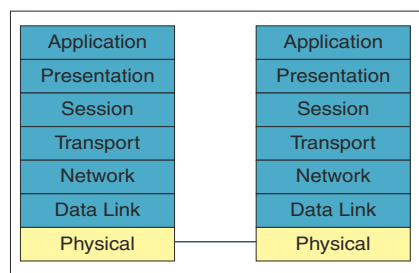 Application
Presentation
Session
Transport
Network
Data Link
Physical
Application
Presentation
Session
Transport
Network
Data Link
Physical